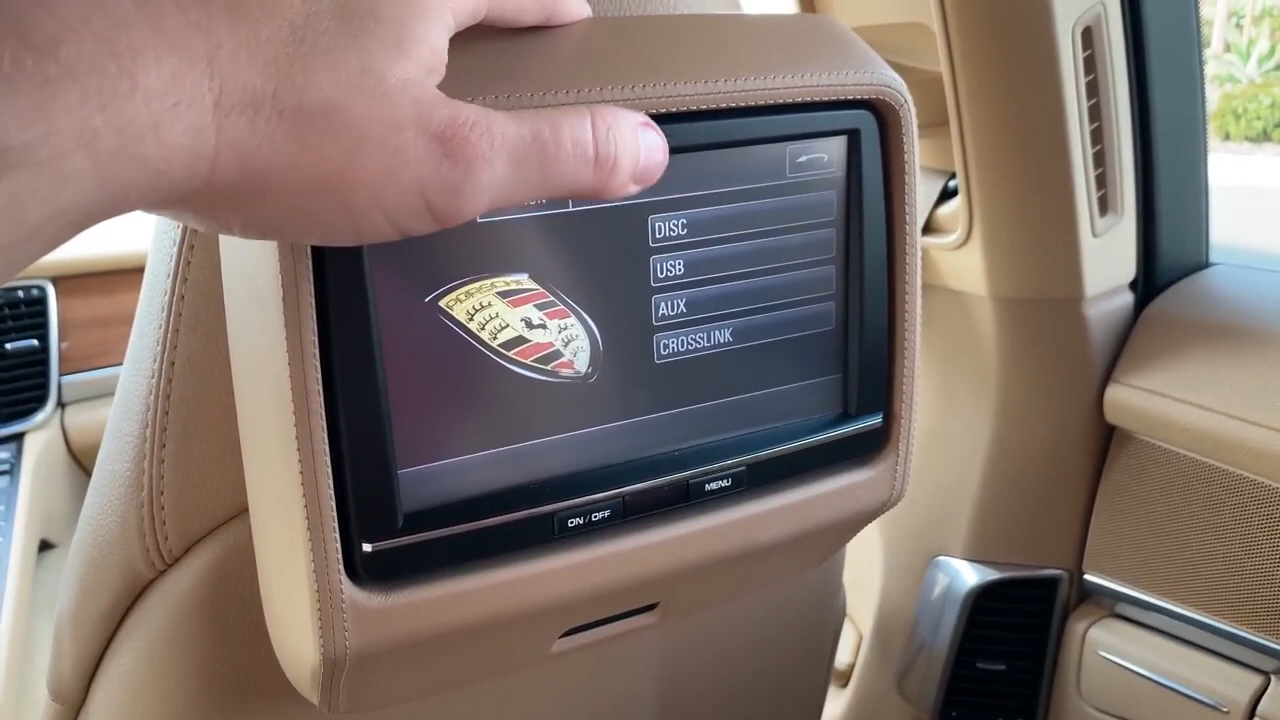 DISC
USB
AUX
CROSSLINK
PORSCHE
ON / OFF
MENU